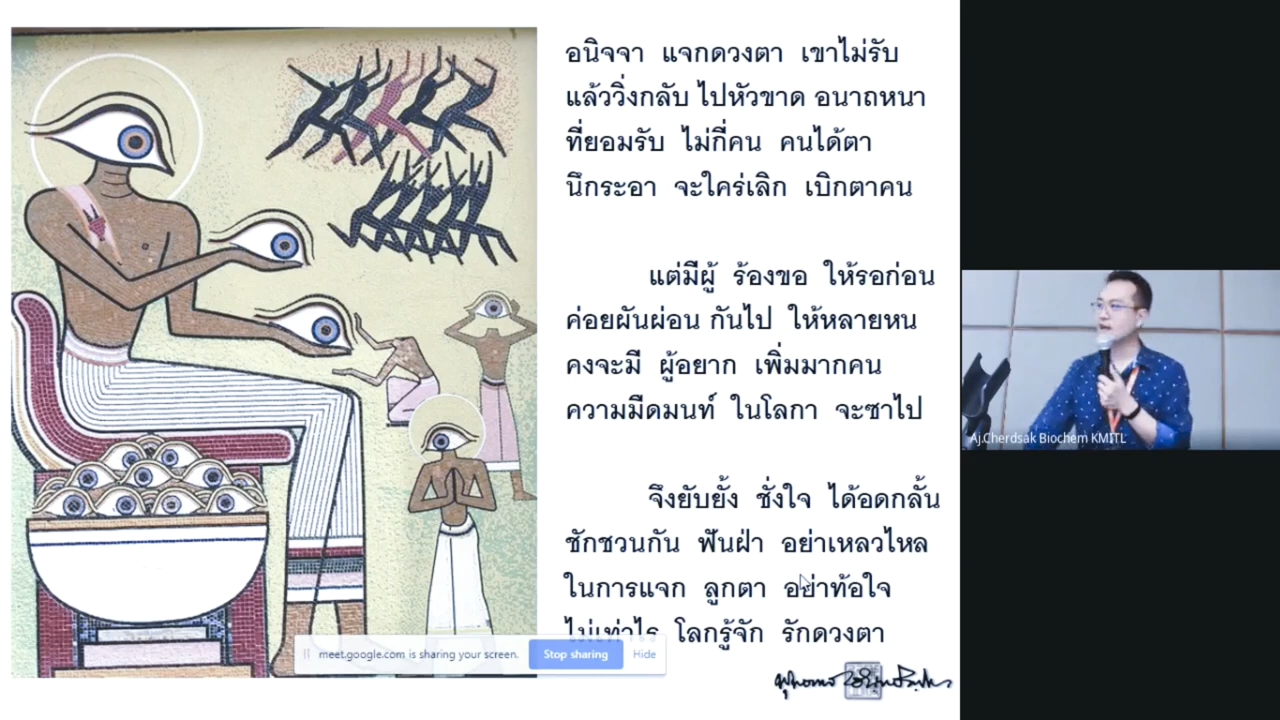 อนิจจา แจกดวงตา เขาไม่รับ
แล้ววิ่งกลับ ไปหัวขาด อนาถหนา
ที่ยอมรับ ไม่กี่คน คนได้ตา
นึกระอา จะใคร่เลิก เบิกตาคน
แต่มีผู้ ร้องขอ ให้รอก่อน
ค่อยผันผ่อน กันไป ให้หลายหน
คงจะมี ผู้อยาก เพิ่มมากคน
ความมืดมนท์ ในโลกา จะซาไป
จึงยับยั้ง ชั่งใจ ได้อดกลั้น
ชักชวนกัน ฟันฝ่า อย่าเหลวไหล
ในการแจก ลูกตา อย่าท้อใจ
ไม่เท่าไร โลกรู้จัก รักดวงตา
meet.google.com is sharing your screen.
Stop sharing
Hide
Aj.Cherdsak Biochem KMITL